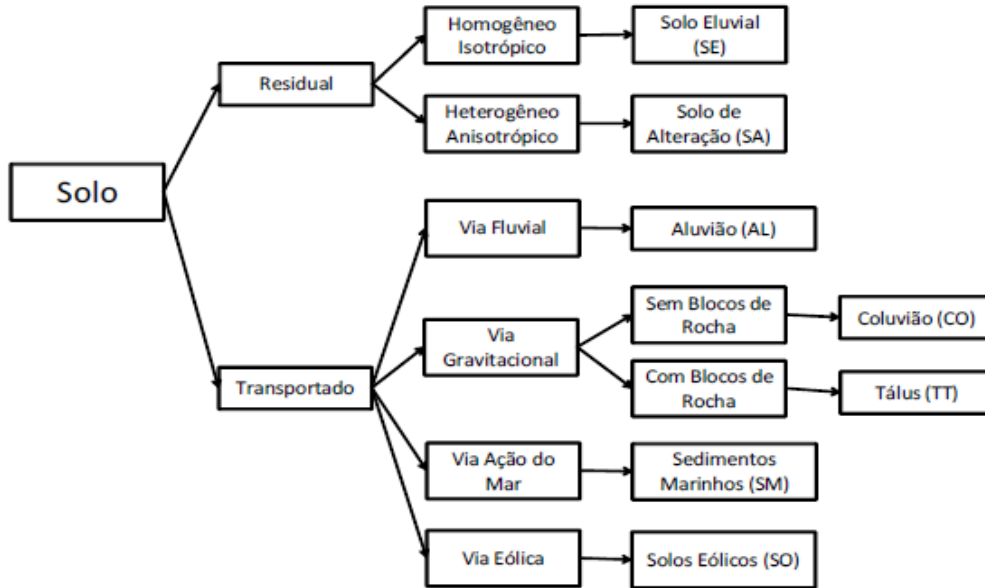 Homogêneo
Isotrópico
Solo Eluvial
(SE)
Residual
Heterogêneo
Anisotrópico
Solo de
Alteração (SA)
Solo
Via Fluvial
Aluvião (AL)
Sem Blocos de
Rocha
Coluvião (CO)
Via
Gravitacional
Transportado
Com Blocos de
Rocha
Tálus (TT)
Via Ação do
Mar
Sedimentos
Marinhos (SM)
Via Eólica
Solos Eólicos (SO)